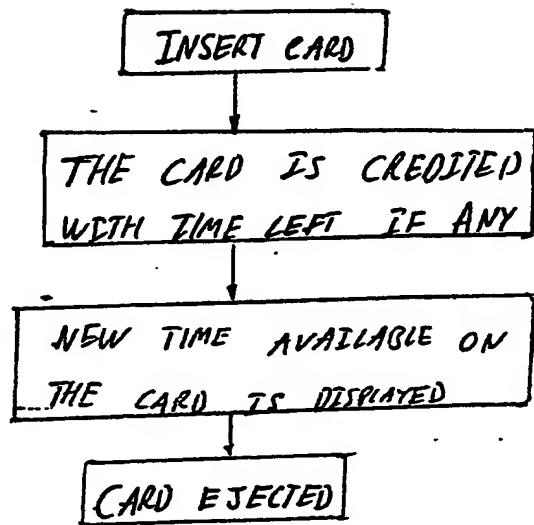 INSERT CARD
THE CARD IS CREDITED
WITH TIME LEFT IF ANY
NEW TIME AVAILABLE ON
THE CARD IS DISPLAYED
CARD EJECTED